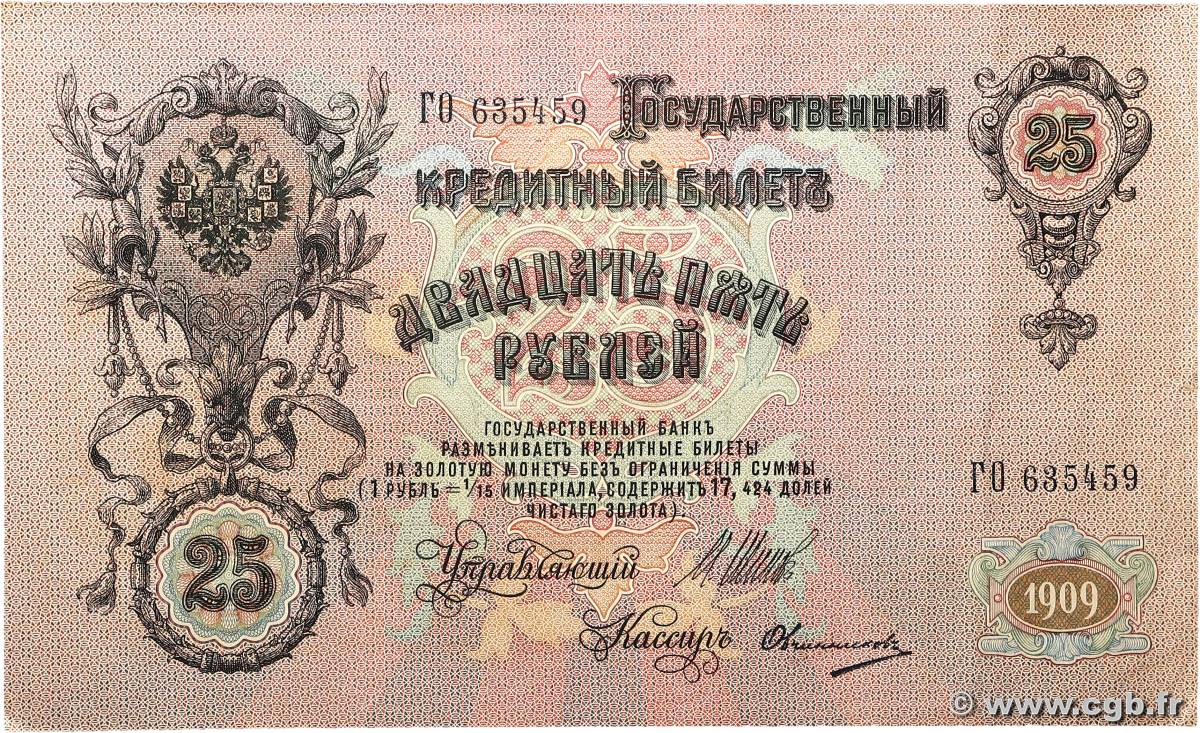 ГО 635459
Государственный
25
кредитный билетъ
двадцать пять
рублей
Государственный банкъ
размѣниваетъ кредитные билеты
на золотую монету безъ ограниченія суммы
(1 рубль = 1/15 имперіала, содержитъ 17,424 долей
чистаго золота).
ГО 635459
25
Управляющій
Кассиръ Овчинниковъ
1909
© www.cgb.fr